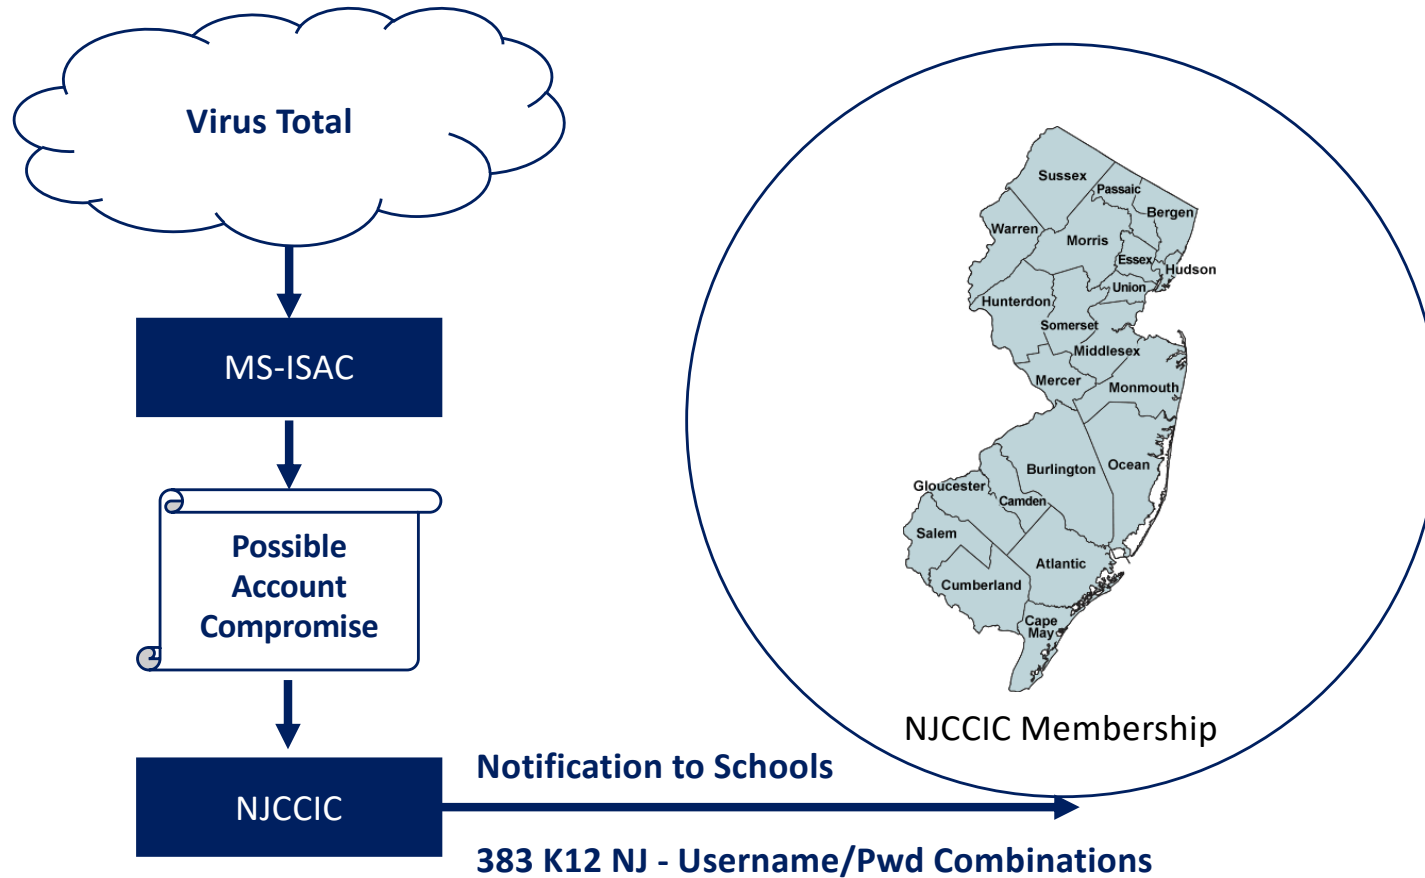 Virus Total
MS-ISAC
Possible
Account
Compromise
NJCCIC
Notification to Schools
383 K12 NJ - Username/Pwd Combinations
Sussex
Passaic
Bergen
Warren
Morris
Essex
Hudson
Union
Hunterdon
Somerset
Middlesex
Mercer
Monmouth
Ocean
Burlington
Gloucester
Camden
Salem
Atlantic
Cumberland
Cape
May
NJCCIC Membership